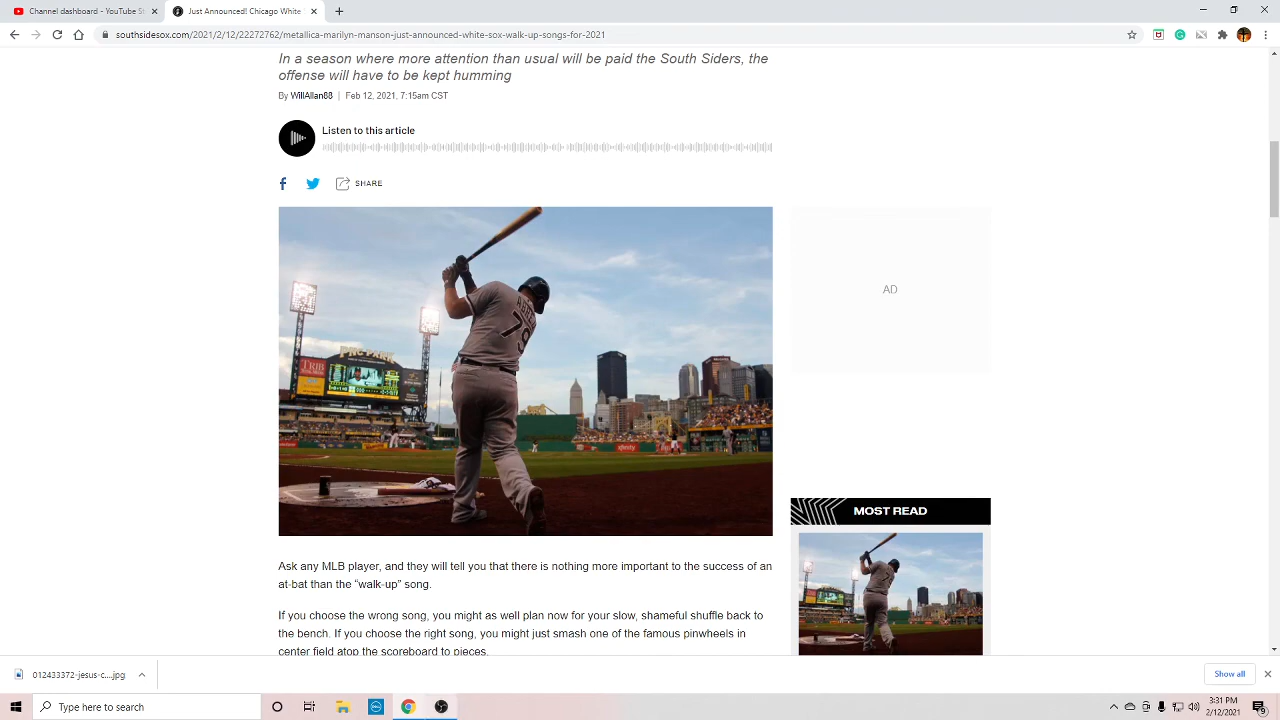 Channel dashboard - YouTube St
Just Announced! Chicago White
southsidesox.com/2021/2/12/22272762/metallica-marilyn-manson-just-announced-white-sox-walk-up-songs-for-2021
In a season where more attention than usual will be paid the South Siders, the
offense will have to be kept humming
By WillAllan88 | Feb 12, 2021, 7:15am CST
Listen to this article
SHARE
PNC PARK
TRIB
79
xfinity
AD
MOST READ
Ask any MLB player, and they will tell you that there is nothing more important to the success of an
at-bat than the “walk-up” song.
If you choose the wrong song, you might as well plan now for your slow, shameful shuffle back to
the bench. If you choose the right song, you might just smash one of the famous pinwheels in
center field atop the scoreboard to pieces.
012433372-jesus-c....jpg
Show all
Type here to search
DELL
3:31 PM
2/12/2021